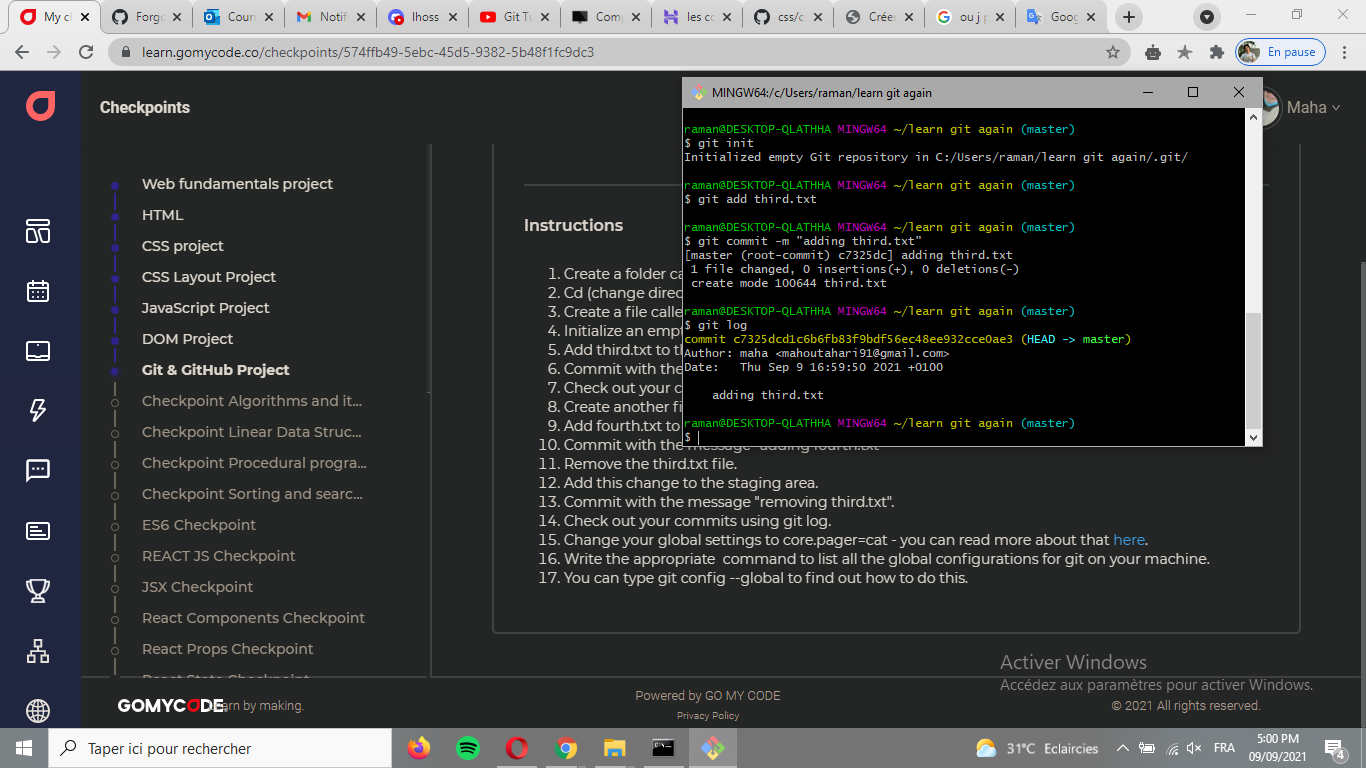 My cl
Forgo
Courr
Notif
lhoss
Git Tu
Comp
les co
css/c
Crée
ou j p
Goog
learn.gomycode.co/checkpoints/574ffb49-5ebc-45d5-9382-5b48f1fc9dc3
En pause
Checkpoints
Maha
Web fundamentals project
HTML
CSS project
CSS Layout Project
JavaScript Project
DOM Project
Git & GitHub Project
Checkpoint Algorithms and it...
Checkpoint Linear Data Struc...
Checkpoint Procedural progra...
Checkpoint Sorting and searc...
ES6 Checkpoint
REACT JS Checkpoint
JSX Checkpoint
React Components Checkpoint
React Props Checkpoint
React State Checkpoint
Instructions
1. Create a folder ca
2. Cd (change direc
3. Create a file calle
4. Initialize an empt
5. Add third.txt to th
6. Commit with the
7. Check out your c
8. Create another fi
9. Add fourth.txt to
10. Commit with the message "adding fourth.txt"
11. Remove the third.txt file.
12. Add this change to the staging area.
13. Commit with the message "removing third.txt".
14. Check out your commits using git log.
15. Change your global settings to core.pager=cat - you can read more about that here.
16. Write the appropriate  command to list all the global configurations for git on your machine.
17. You can type git config --global to find out how to do this.
MINGW64:/c/Users/raman/learn git again
raman@DESKTOP-QLATHHA MINGW64 ~/learn git again (master)
$ git init
Initialized empty Git repository in C:/Users/raman/learn git again/.git/
raman@DESKTOP-QLATHHA MINGW64 ~/learn git again (master)
$ git add third.txt
raman@DESKTOP-QLATHHA MINGW64 ~/learn git again (master)
$ git commit -m "adding third.txt"
[master (root-commit) c7325dc] adding third.txt
1 file changed, 0 insertions(+), 0 deletions(-)
create mode 100644 third.txt
raman@DESKTOP-QLATHHA MINGW64 ~/learn git again (master)
$ git log
commit c7325dcd1c6b6fb83f9bdf56ec48ee932cce0ae3 (HEAD -> master)
Author: maha <mahoutahari91@gmail.com>
Date:   Thu Sep 9 16:59:50 2021 +0100
adding third.txt
raman@DESKTOP-QLATHHA MINGW64 ~/learn git again (master)
$
Activer Windows
Accédez aux paramètres pour activer Windows.
GOMYCODE
Learn by making.
Powered by GO MY CODE
Privacy Policy
© 2021 All rights reserved.
Taper ici pour rechercher
31°C Eclaircies
FRA
5:00 PM
09/09/2021
4